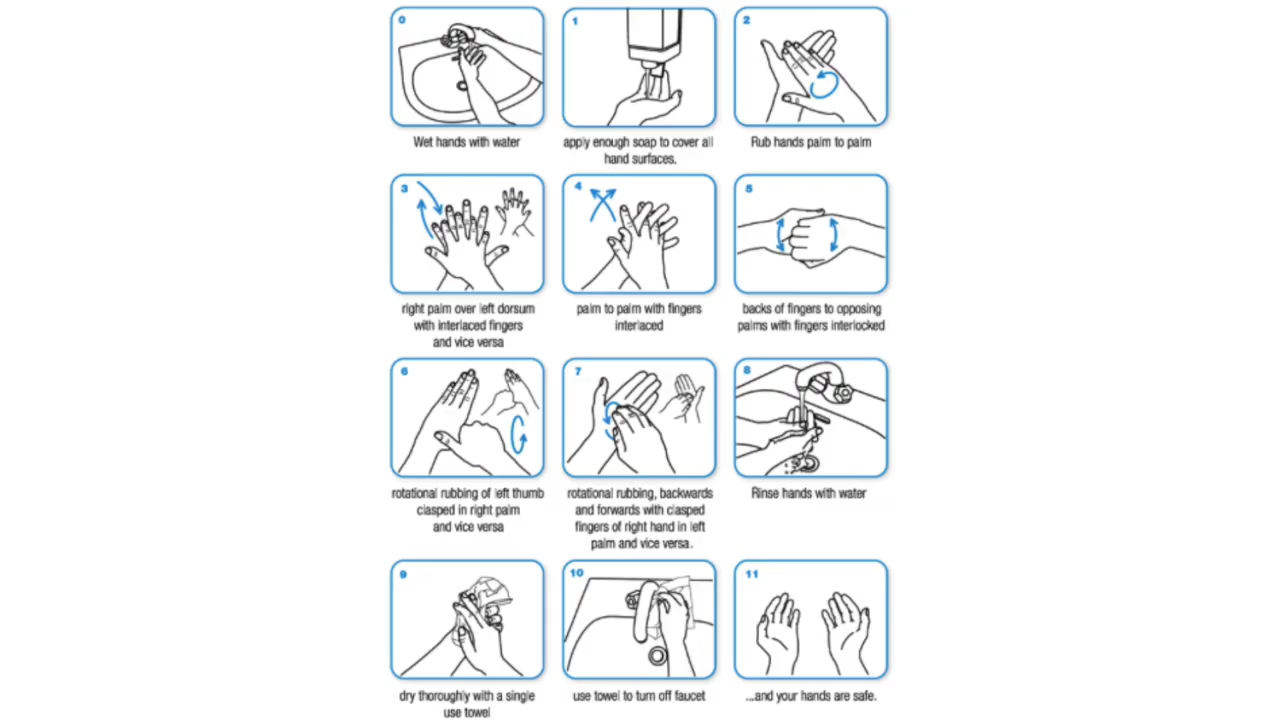 0
Wet hands with water
1
apply enough soap to cover all
hand surfaces.
2
Rub hands palm to palm
3
right palm over left dorsum
with interlaced fingers
and vice versa
4
palm to palm with fingers
interlaced
5
backs of fingers to opposing
palms with fingers interlocked
6
rotational rubbing of left thumb
clasped in right palm
and vice versa
7
rotational rubbing, backwards
and forwards with clasped
fingers of right hand in left
palm and vice versa.
8
Rinse hands with water
9
dry thoroughly with a single
use towel
10
use towel to turn off faucet
11
...and your hands are safe.